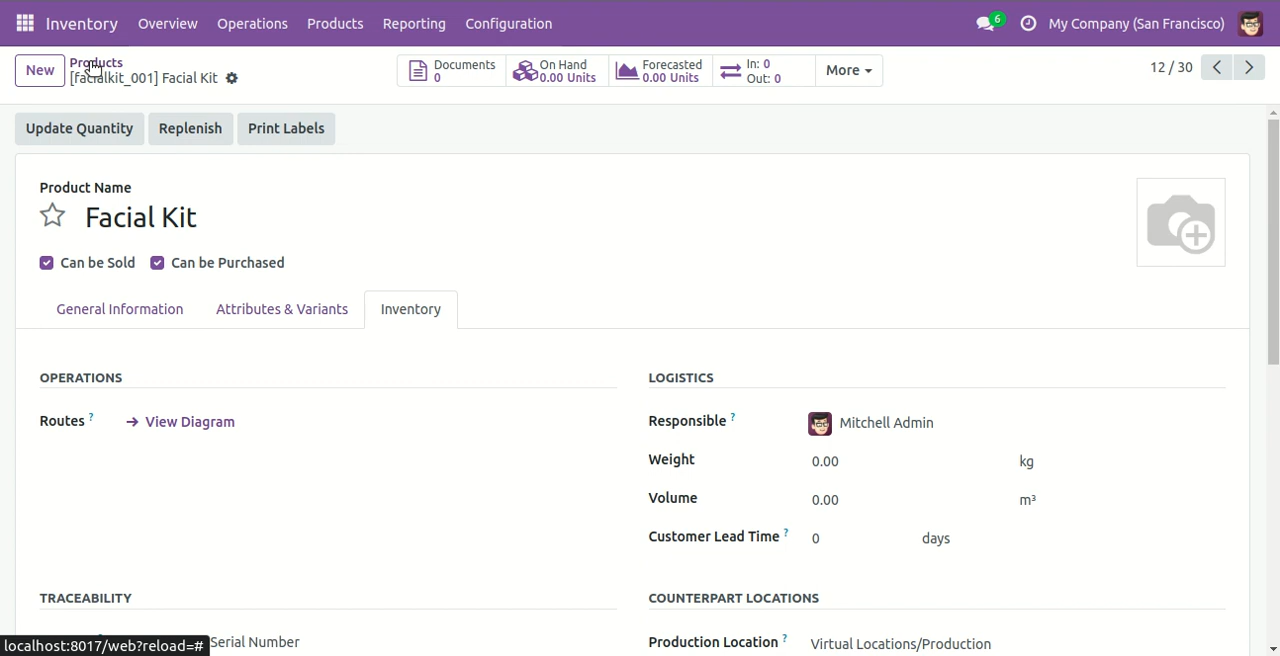 Inventory Overview Operations Products Reporting Configuration 6 My Company (San Francisco)
New Products [facialkit_001] Facial Kit
Documents 0
On Hand 0.00 Units
Forecasted 0.00 Units
In: 0 Out: 0
More
12 / 30
Update Quantity Replenish Print Labels
Product Name
Facial Kit
Can be Sold Can be Purchased
General Information Attributes & Variants Inventory
OPERATIONS
Routes ? → View Diagram
LOGISTICS
Responsible ? Mitchell Admin
Weight 0.00 kg
Volume 0.00 m³
Customer Lead Time ? 0 days
TRACEABILITY
Serial Number
COUNTERPART LOCATIONS
Production Location ? Virtual Locations/Production
localhost:8017/web?reload=#